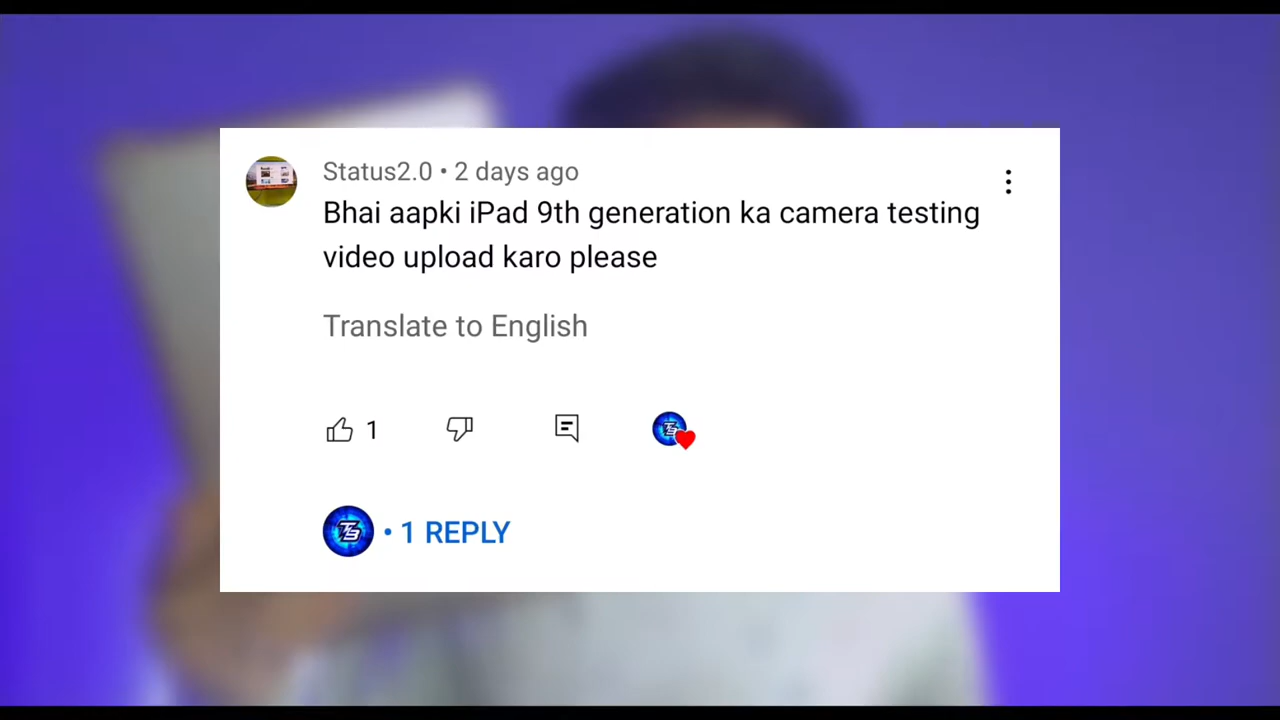 Status2.0 • 2 days ago
Bhai aapki iPad 9th generation ka camera testing
video upload karo please
Translate to English
1
• 1 REPLY